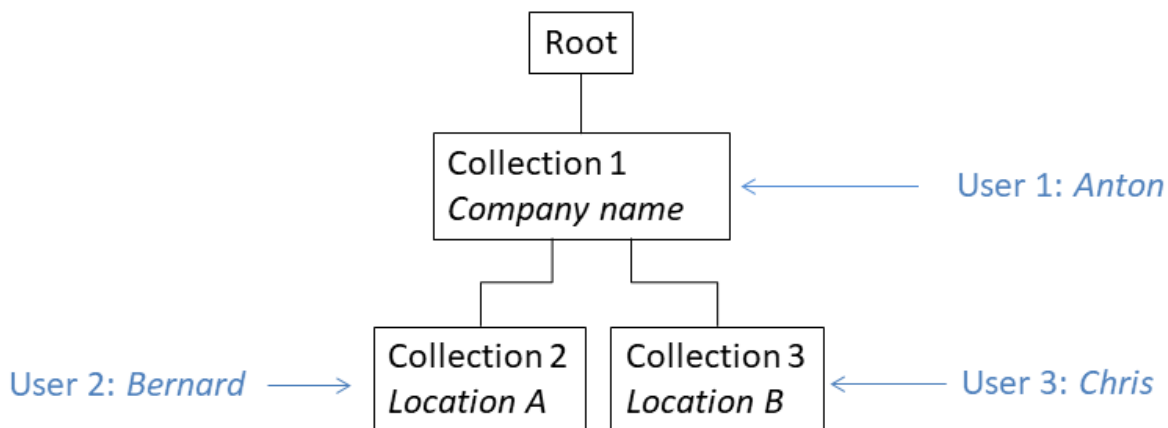 Root
Collection 1
Company name
User 1: Anton
Collection 2
Location A
Collection 3
Location B
User 2: Bernard
User 3: Chris